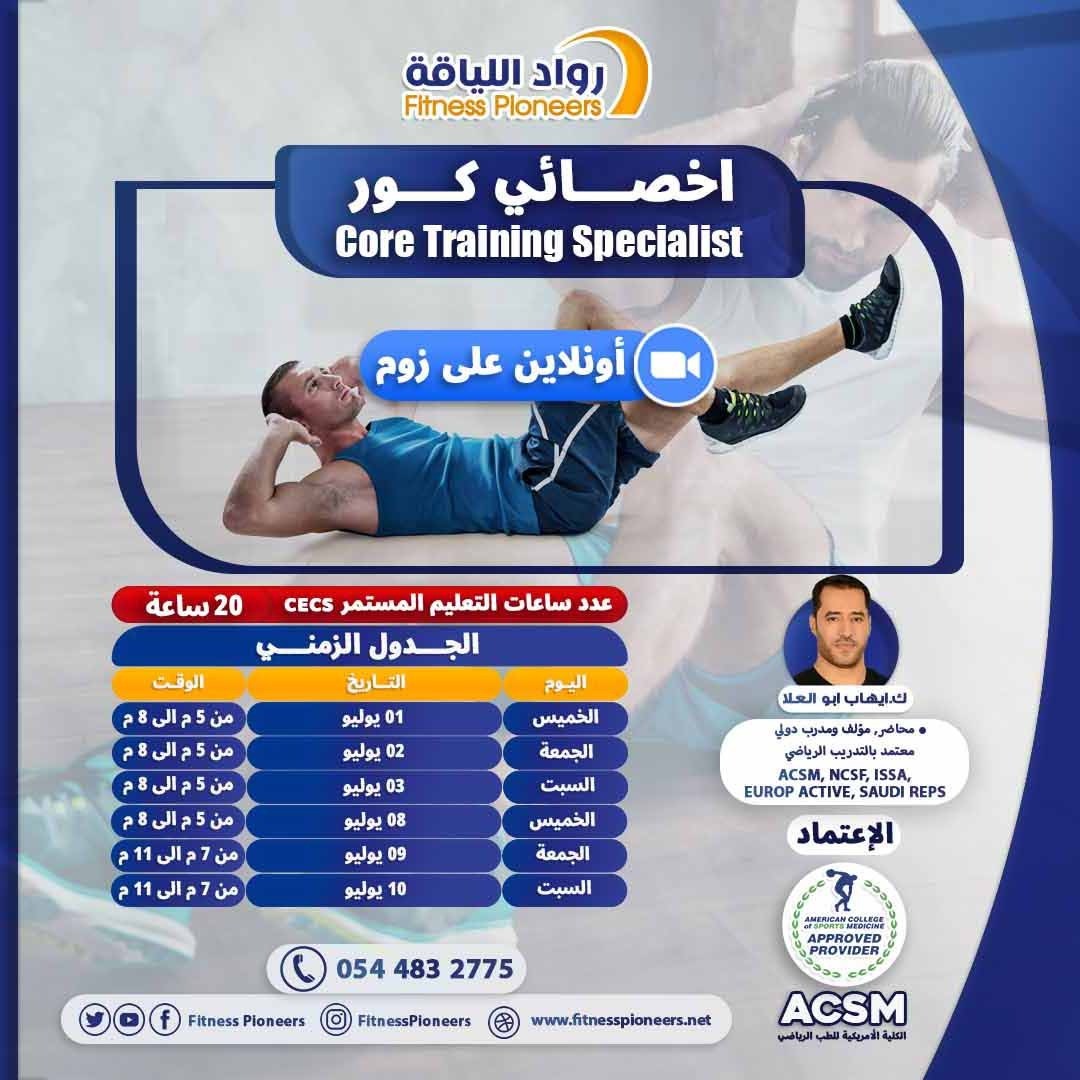 رواد اللياقة
Fitness Pioneers
اخصائي كور
Core Training Specialist
أونلاين على زوم
عدد ساعات التعليم المستمر CECS 20 ساعة
الجدول الزمني
اليوم التاريخ الوقت
الخميس 01 يوليو من 5 م الى 8 م
الجمعة 02 يوليو من 5 م الى 8 م
السبت 03 يوليو من 5 م الى 8 م
الخميس 08 يوليو من 5 م الى 8 م
الجمعة 09 يوليو من 7 م الى 11 م
السبت 10 يوليو من 7 م الى 11 م
ك.ايهاب ابو العلا
• محاضر, مؤلف ومدرب دولي
معتمد بالتدريب الرياضي
ACSM, NCSF, ISSA,
EUROP ACTIVE, SAUDI REPS
الإعتماد
AMERICAN COLLEGE
of SPORTS MEDICINE
APPROVED
PROVIDER
ACSM
الكلية الأمريكية للطب الرياضي
054 483 2775
Fitness Pioneers FitnessPioneers www.fitnesspioneers.net